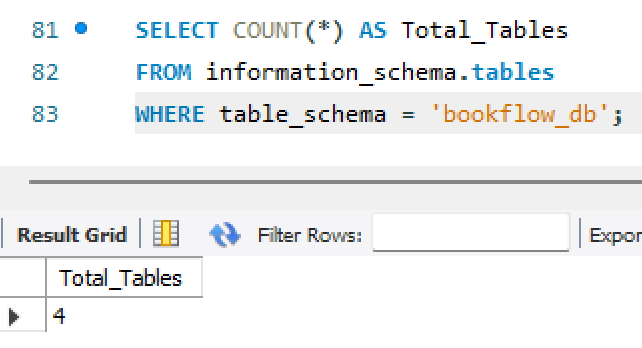 81 SELECT COUNT(*) AS Total_Tables
82 FROM information_schema.tables
83 WHERE table_schema = 'bookflow_db';
Result Grid Filter Rows: Expor
Total_Tables
4